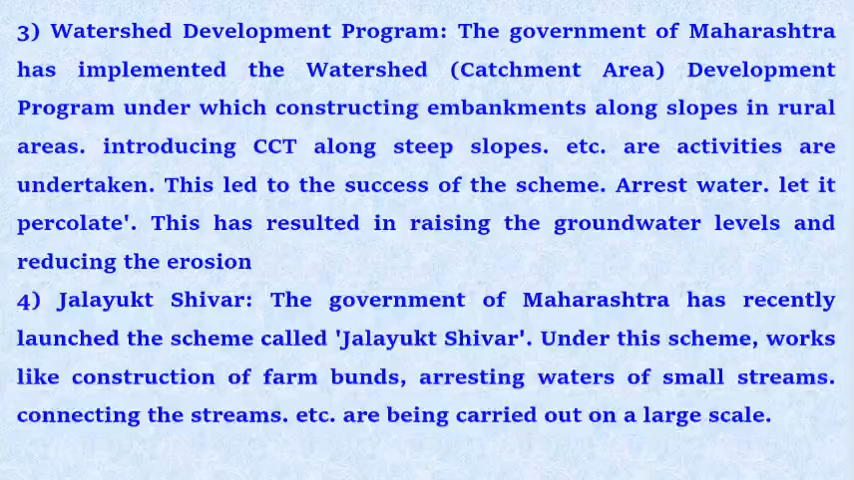 3) Watershed Development Program: The government of Maharashtra
has implemented the Watershed (Catchment Area) Development
Program under which constructing embankments along slopes in rural
areas. introducing CCT along steep slopes. etc. are activities are
undertaken. This led to the success of the scheme. Arrest water. let it
percolate'. This has resulted in raising the groundwater levels and
reducing the erosion
4) Jalayukt Shivar: The government of Maharashtra has recently
launched the scheme called 'Jalayukt Shivar'. Under this scheme, works
like construction of farm bunds, arresting waters of small streams.
connecting the streams. etc. are being carried out on a large scale.